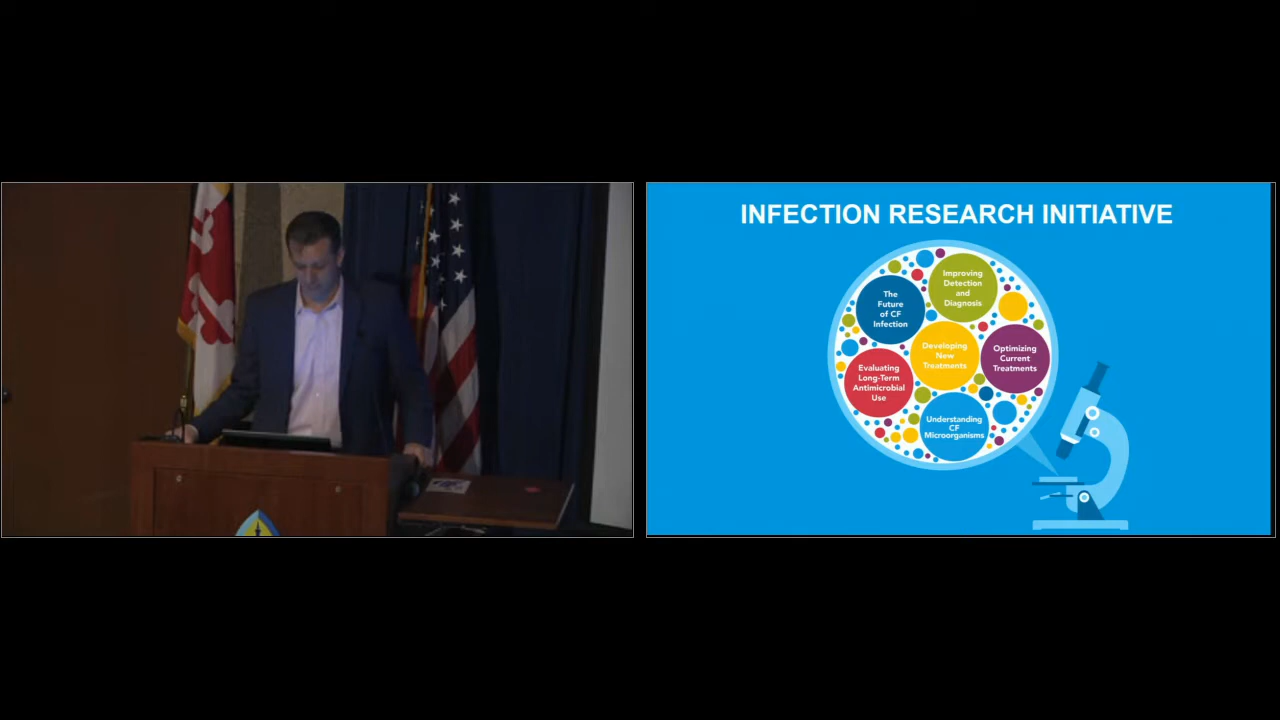 INFECTION RESEARCH INITIATIVE
Improving
Detection
and
Diagnosis
The
Future
of CF
Infection
Developing
New
Treatments
Optimizing
Current
Treatments
Evaluating
Long-Term
Antimicrobial
Use
Understanding
CF
Microorganisms